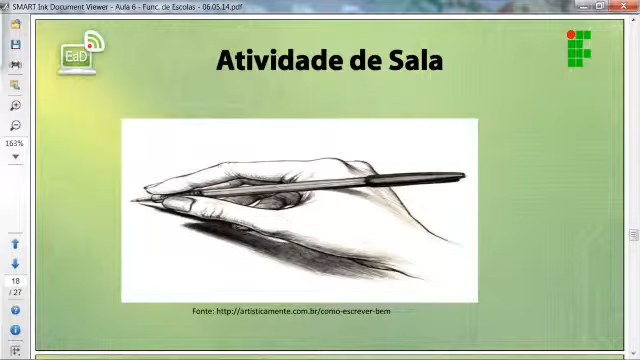 SMART Ink Document Viewer - Aula 6 - Func. de Escolas - 06.05.14.pdf
EaD
Atividade de Sala
163%
18
/ 27
Fonte: http://artisticamente.com.br/como-escrever-bem